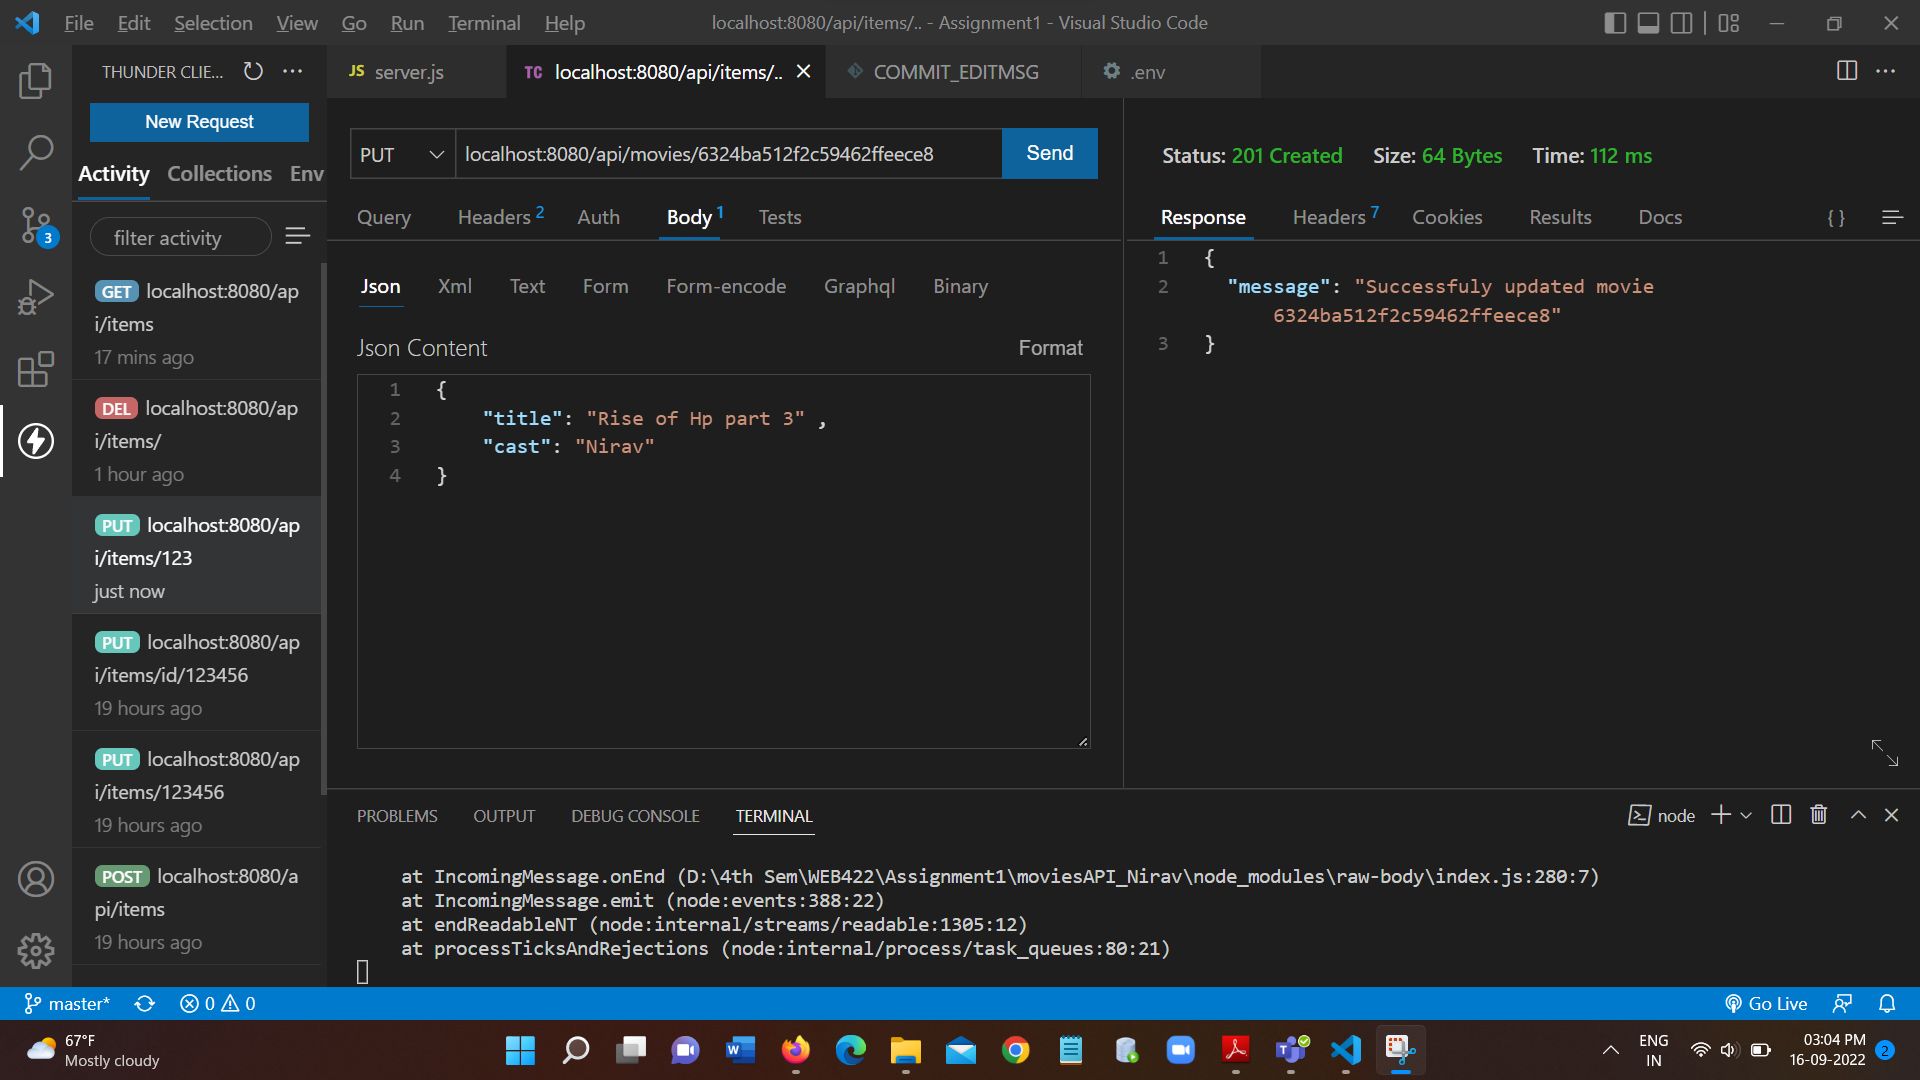 File Edit Selection View Go Run Terminal Help
localhost:8080/api/items/.. - Assignment1 - Visual Studio Code
THUNDER CLIE...
JS server.js
TC localhost:8080/api/items/..
COMMIT_EDITMSG
.env
New Request
Activity Collections Env
filter activity
3
GET localhost:8080/ap
i/items
17 mins ago
DEL localhost:8080/ap
i/items/
1 hour ago
PUT localhost:8080/ap
i/items/123
just now
PUT localhost:8080/ap
i/items/id/123456
19 hours ago
PUT localhost:8080/ap
i/items/123456
19 hours ago
POST localhost:8080/a
pi/items
19 hours ago
PUT localhost:8080/api/movies/6324ba512f2c59462ffeece8 Send
Query Headers 2 Auth Body 1 Tests
Json Xml Text Form Form-encode Graphql Binary
Json Content Format
1 {
2 "title": "Rise of Hp part 3" ,
3 "cast": "Nirav"
4 }
Status: 201 Created Size: 64 Bytes Time: 112 ms
Response Headers 7 Cookies Results Docs { }
1 {
2 "message": "Successfuly updated movie
6324ba512f2c59462ffeece8"
3 }
PROBLEMS OUTPUT DEBUG CONSOLE TERMINAL
node
at IncomingMessage.onEnd (D:\4th Sem\WEB422\Assignment1\moviesAPI_Nirav\node_modules\raw-body\index.js:280:7)
at IncomingMessage.emit (node:events:388:22)
at endReadableNT (node:internal/streams/readable:1305:12)
at processTicksAndRejections (node:internal/process/task_queues:80:21)
master* 0 0
Go Live
67°F
Mostly cloudy
ENG
IN
03:04 PM
16-09-2022
2